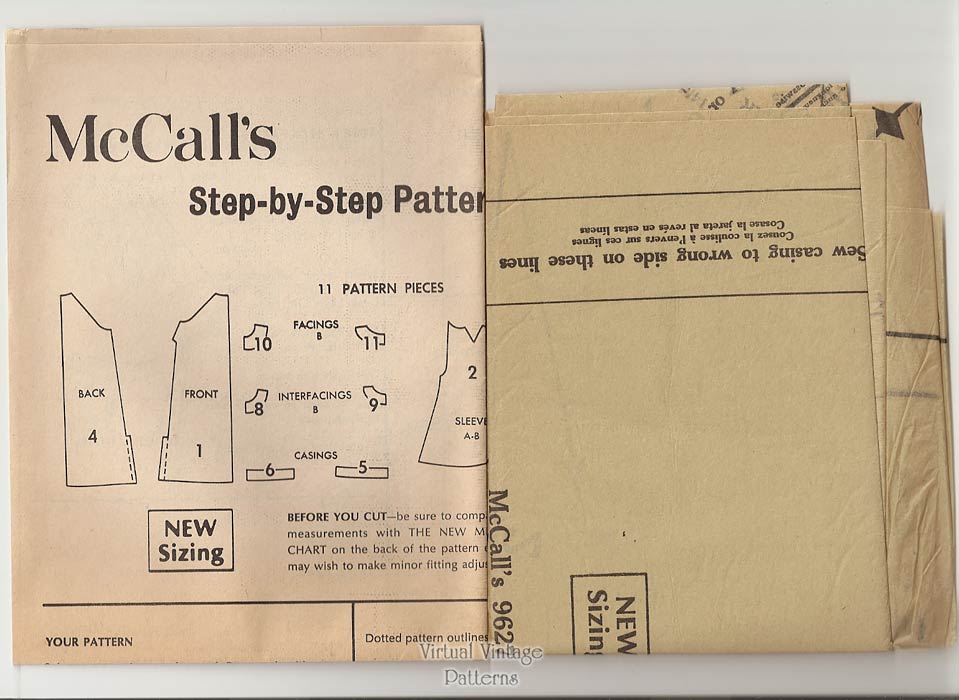 McCall's
Step-by-Step Patter
11 PATTERN PIECES
FACINGS
B
10
11
BACK
4
FRONT
1
INTERFACINGS
B
8
9
2
SLEEVE
A-B
CASINGS
6
5
NEW
Sizing
BEFORE YOU CUT—be sure to comp
measurements with THE NEW M
CHART on the back of the pattern
may wish to make minor fitting adjus
YOUR PATTERN
Dotted pattern outlines
Sew casing to wrong side on these lines
Cousez la coulisse à l'envers sur ces lignes
Cosase la jareta al revés en estas líneas
McCall's 962
NEW
Sizing
Virtual Vintage
Patterns